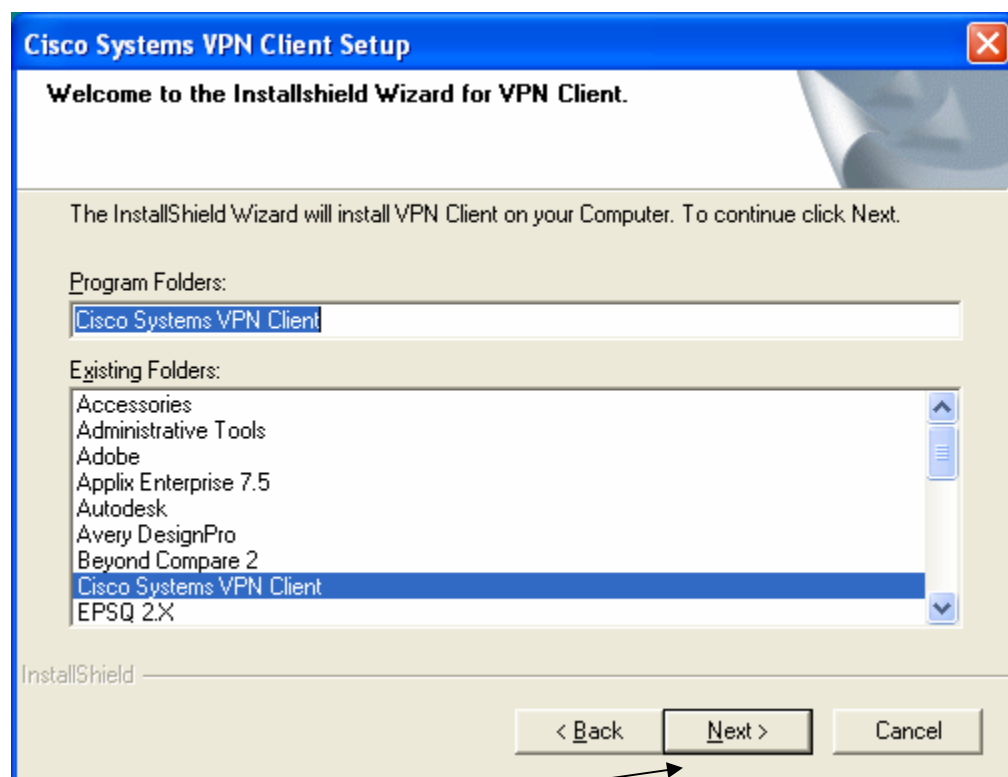 Cisco Systems VPN Client Setup
Welcome to the Installshield Wizard for VPN Client.
The InstallShield Wizard will install VPN Client on your Computer. To continue click Next.
Program Folders:
Cisco Systems VPN Client
Existing Folders:
Accessories
Administrative Tools
Adobe
Applix Enterprise 7.5
Autodesk
Avery DesignPro
Beyond Compare 2
Cisco Systems VPN Client
EPSQ 2.X
InstallShield
< Back Next > Cancel